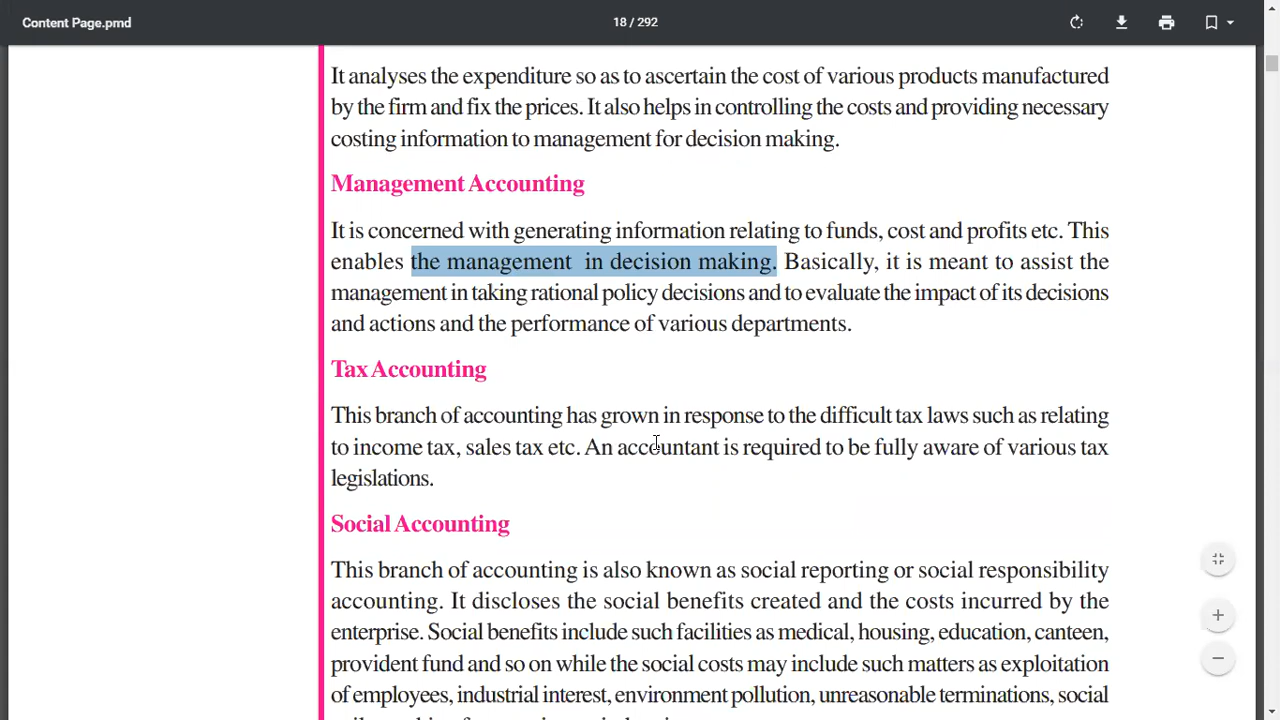 Content Page.pmd
18 / 292
It analyses the expenditure so as to ascertain the cost of various products manufactured
by the firm and fix the prices. It also helps in controlling the costs and providing necessary
costing information to management for decision making.
Management Accounting
It is concerned with generating information relating to funds, cost and profits etc. This
enables the management in decision making. Basically, it is meant to assist the
management in taking rational policy decisions and to evaluate the impact of its decisions
and actions and the performance of various departments.
Tax Accounting
This branch of accounting has grown in response to the difficult tax laws such as relating
to income tax, sales tax etc. An accountant is required to be fully aware of various tax
legislations.
Social Accounting
This branch of accounting is also known as social reporting or social responsibility
accounting. It discloses the social benefits created and the costs incurred by the
enterprise. Social benefits include such facilities as medical, housing, education, canteen,
provident fund and so on while the social costs may include such matters as exploitation
of employees, industrial interest, environment pollution, unreasonable terminations, social